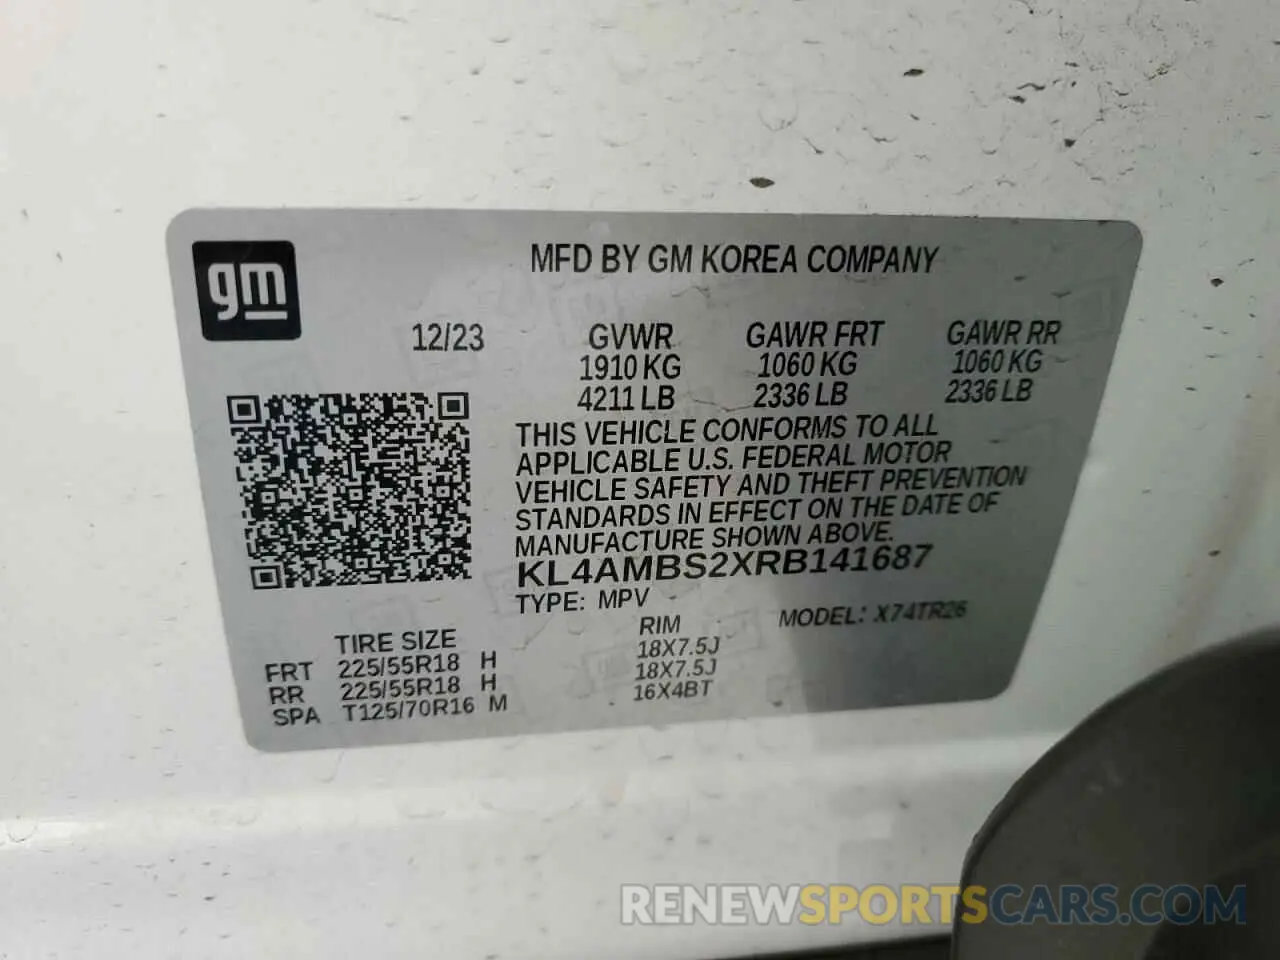 gm
MFD BY GM KOREA COMPANY
12/23 GVWR GAWR FRT GAWR RR
1910 KG 1060 KG 1060 KG
4211 LB 2336 LB 2336 LB
THIS VEHICLE CONFORMS TO ALL
APPLICABLE U.S. FEDERAL MOTOR
VEHICLE SAFETY AND THEFT PREVENTION
STANDARDS IN EFFECT ON THE DATE OF
MANUFACTURE SHOWN ABOVE.
KL4AMBS2XRB141687
TYPE: MPV MODEL: X74TR26
TIRE SIZE RIM
FRT 225/55R18 H 18X7.5J
RR 225/55R18 H 18X7.5J
SPA T125/70R16 M 16X4BT
RENEWSPORTSCARS.COM